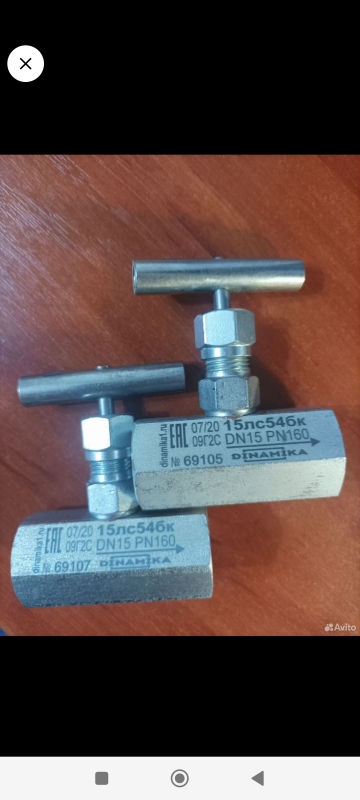 dinamika1.ru
EAC 07/20 15лс54бк
09Г2С DN15 PN160
№ 69105 DINAMIKA
dinamika1.ru
EAC 07/20 15лс54бк
09Г2С DN15 PN160
№ 69107 DINAMIKA
Avito